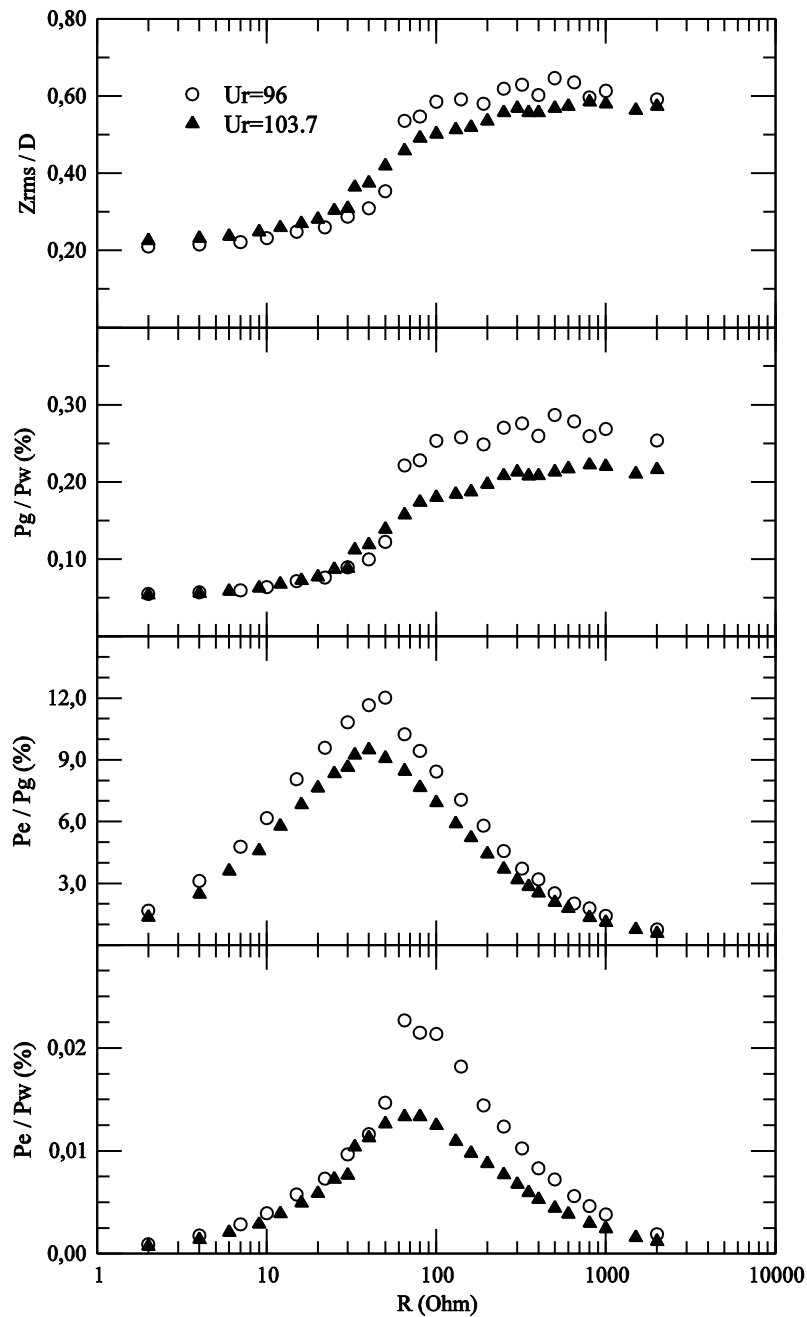 0,80
0,60
0,40
0,20
Zrms / D
Ur=96
Ur=103.7
0,30
0,20
0,10
Pg / Pw (%)
12,0
9,0
6,0
3,0
Pe / Pg (%)
0,02
0,01
0,00
Pe / Pw (%)
1 10 100 1000 10000
R (Ohm)